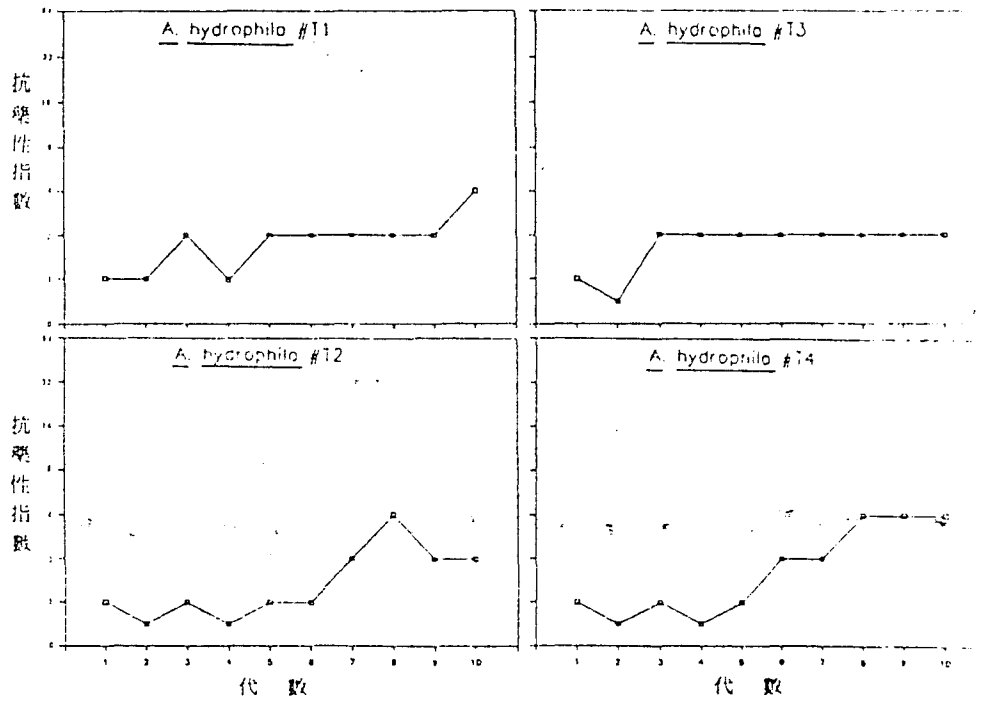 A. hydrophila #T1
A. hydrophila #T3
抗藥性指數
A. hydrophila #T2
A. hydrophila #T4
抗藥性指數
1 2 3 4 5 6 7 8 9 10
1 2 3 4 5 6 7 8 9 10
代 數
代 數